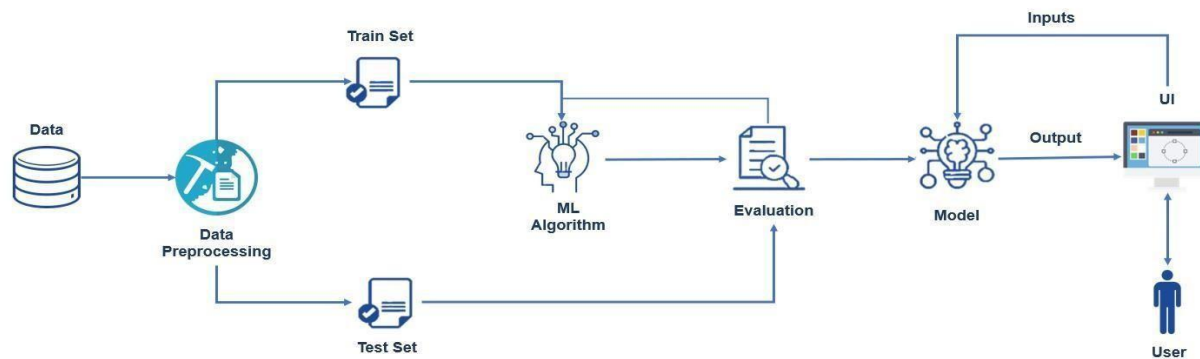 Inputs
Train Set
UI
Data
Output
ML
Algorithm
Evaluation
Model
Data
Preprocessing
Test Set
User